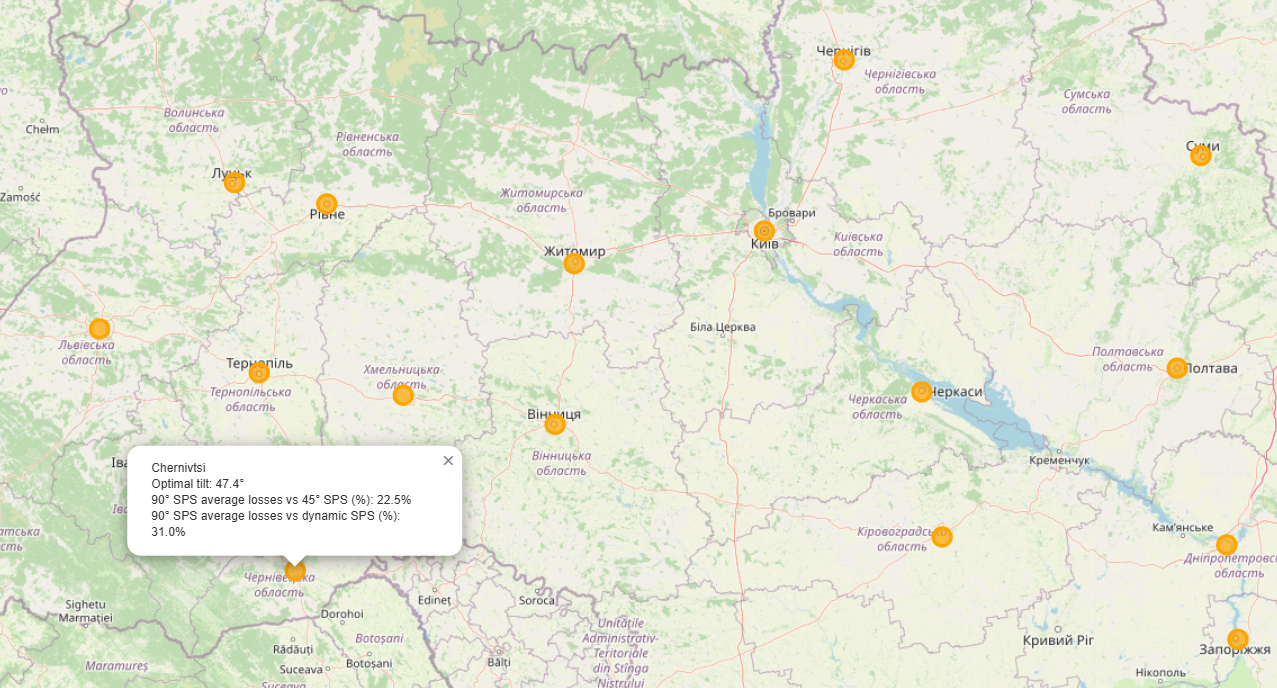 Чернігів
Чернігівська
область
Сумська
область
Волинська
область
Chełm
Рівненська
область
Суми
Луцьк
Zamość
Житомирська
область
Рівне
Бровари
Київ
Київська
область
Житомир
Біла Церква
Львівська
область
Тернопіль
Тернопільська
область
Хмельницька
область
Полтавська
область
Полтава
Черкаська
область
Черкаси
Вінниця
Вінницька
область
Кременчук
Chernivtsi
Optimal tilt: 47.4°
90° SPS average losses vs 45° SPS (%): 22.5%
90° SPS average losses vs dynamic SPS (%):
31.0%
×
Кам'янське
Кіровоградська
область
Дніпропетровсь
область
Чернівецька
область
Sighetu
Marmației
Dorohoi
Edineț
Soroca
Unitățile
Administrativ-
Teritoriale
din Stînga
Nistrului
Rădăuți
Botoșani
Botoșani
Suceava
Suceava
Maramureș
Bălți
Кривий Ріг
Запоріжжя
Нікополь